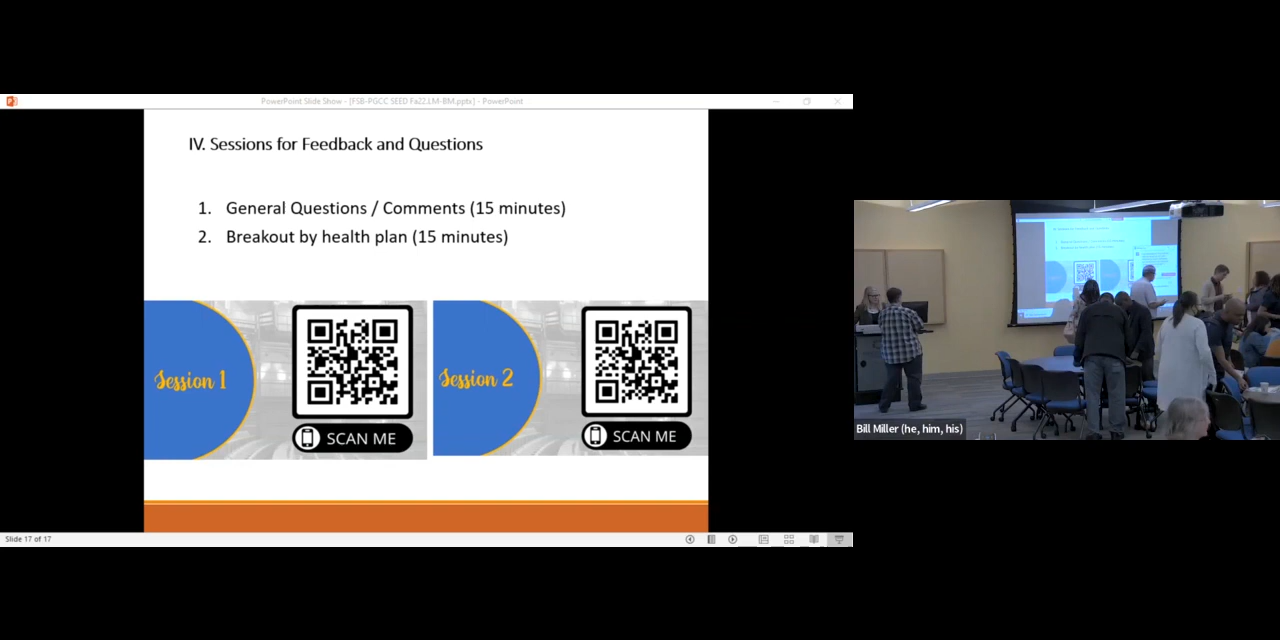 PowerPoint Slide Show - [FSB-PGCC SEED Fa22.LM-BM.pptx] - PowerPoint
IV. Sessions for Feedback and Questions
1. General Questions / Comments (15 minutes)
2. Breakout by health plan (15 minutes)
Session 1
SCAN ME
Session 2
SCAN ME
Slide 17 of 17
Bill Miller (he, him, his)